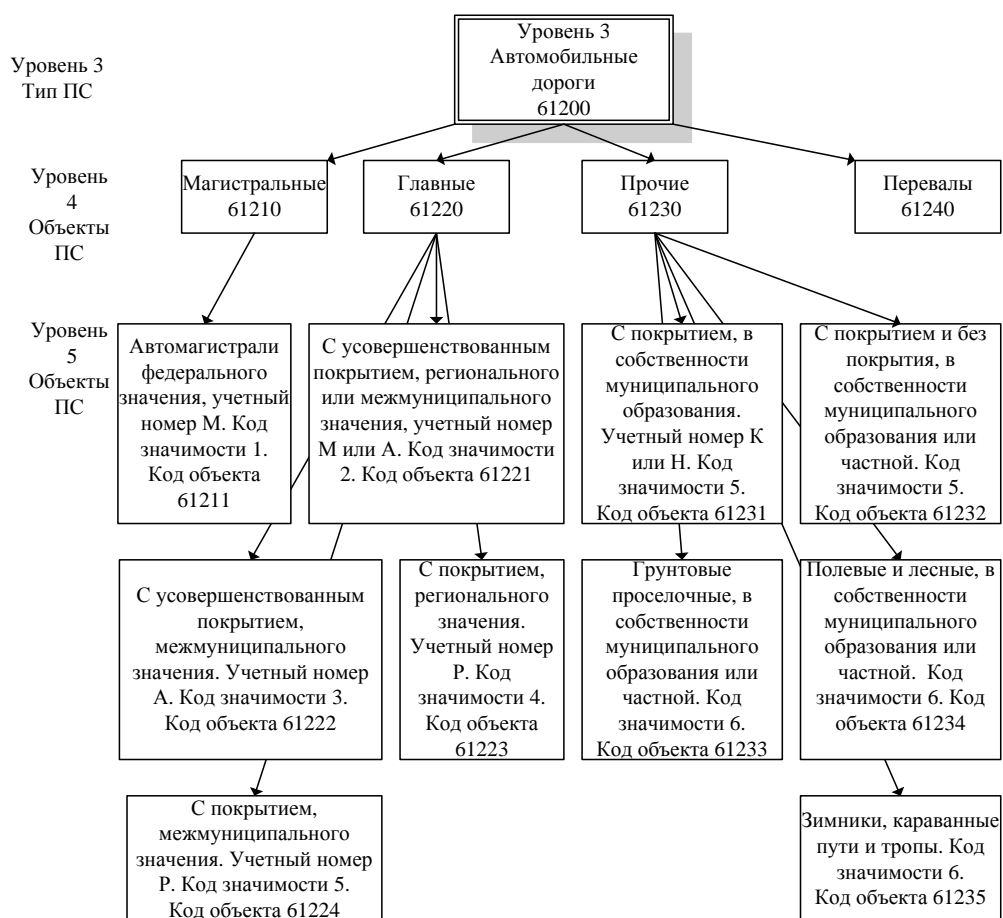 Уровень 3
Тип ПС
Уровень 3
Автомобильные
дороги
61200
Уровень
4
Объекты
ПС
Магистральные
61210
Главные
61220
Прочие
61230
Перевалы
61240
Уровень
5
Объекты
ПС
Автомагистрали
федерального
значения, учетный
номер М. Код
значимости 1.
Код объекта
61211
С усовершенствованным
покрытием, регионального
или межмуниципального
значения, учетный номер
М или А. Код значимости
2. Код объекта 61221
С покрытием, в
собственности
муниципального
образования.
Учетный номер К
или Н. Код
значимости 5.
Код объекта 61231
С покрытием и без
покрытия, в
собственности
муниципального
образования или
частной. Код
значимости 5.
Код объекта 61232
С усовершенствованным
покрытием,
межмуниципального
значения. Учетный номер
А. Код значимости 3.
Код объекта 61222
С покрытием,
регионального
значения.
Учетный номер
Р. Код
значимости 4.
Код объекта
61223
Грунтовые
проселочные, в
собственности
муниципального
образования или
частной. Код
значимости 6.
Код объекта 61233
Полевые и лесные, в
собственности
муниципального
образования или
частной. Код
значимости 6. Код
объекта 61234
С покрытием,
межмуниципального
значения. Учетный номер
Р. Код значимости 5.
Код объекта 61224
Зимники, караванные
пути и тропы. Код
значимости 6.
Код объекта 61235